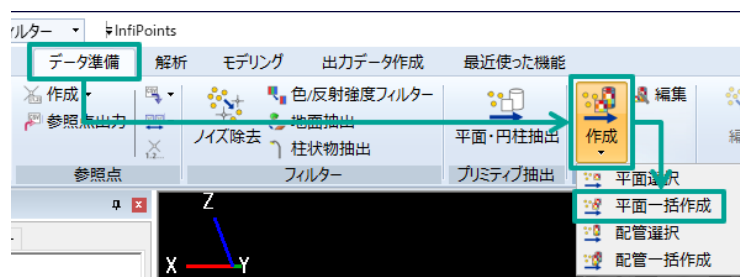 ィルター InfiPoints
データ準備 解析 モデリング 出力データ作成 最近使った機能
作成 色/反射強度フィルター 編集
参照点出力 ノイズ除去 地面抽出 平面・円柱抽出 作成
柱状物抽出
参照点 フィルター プリミティブ抽出
平面選択
平面一括作成
配管選択
配管一括作成
Z
X Y